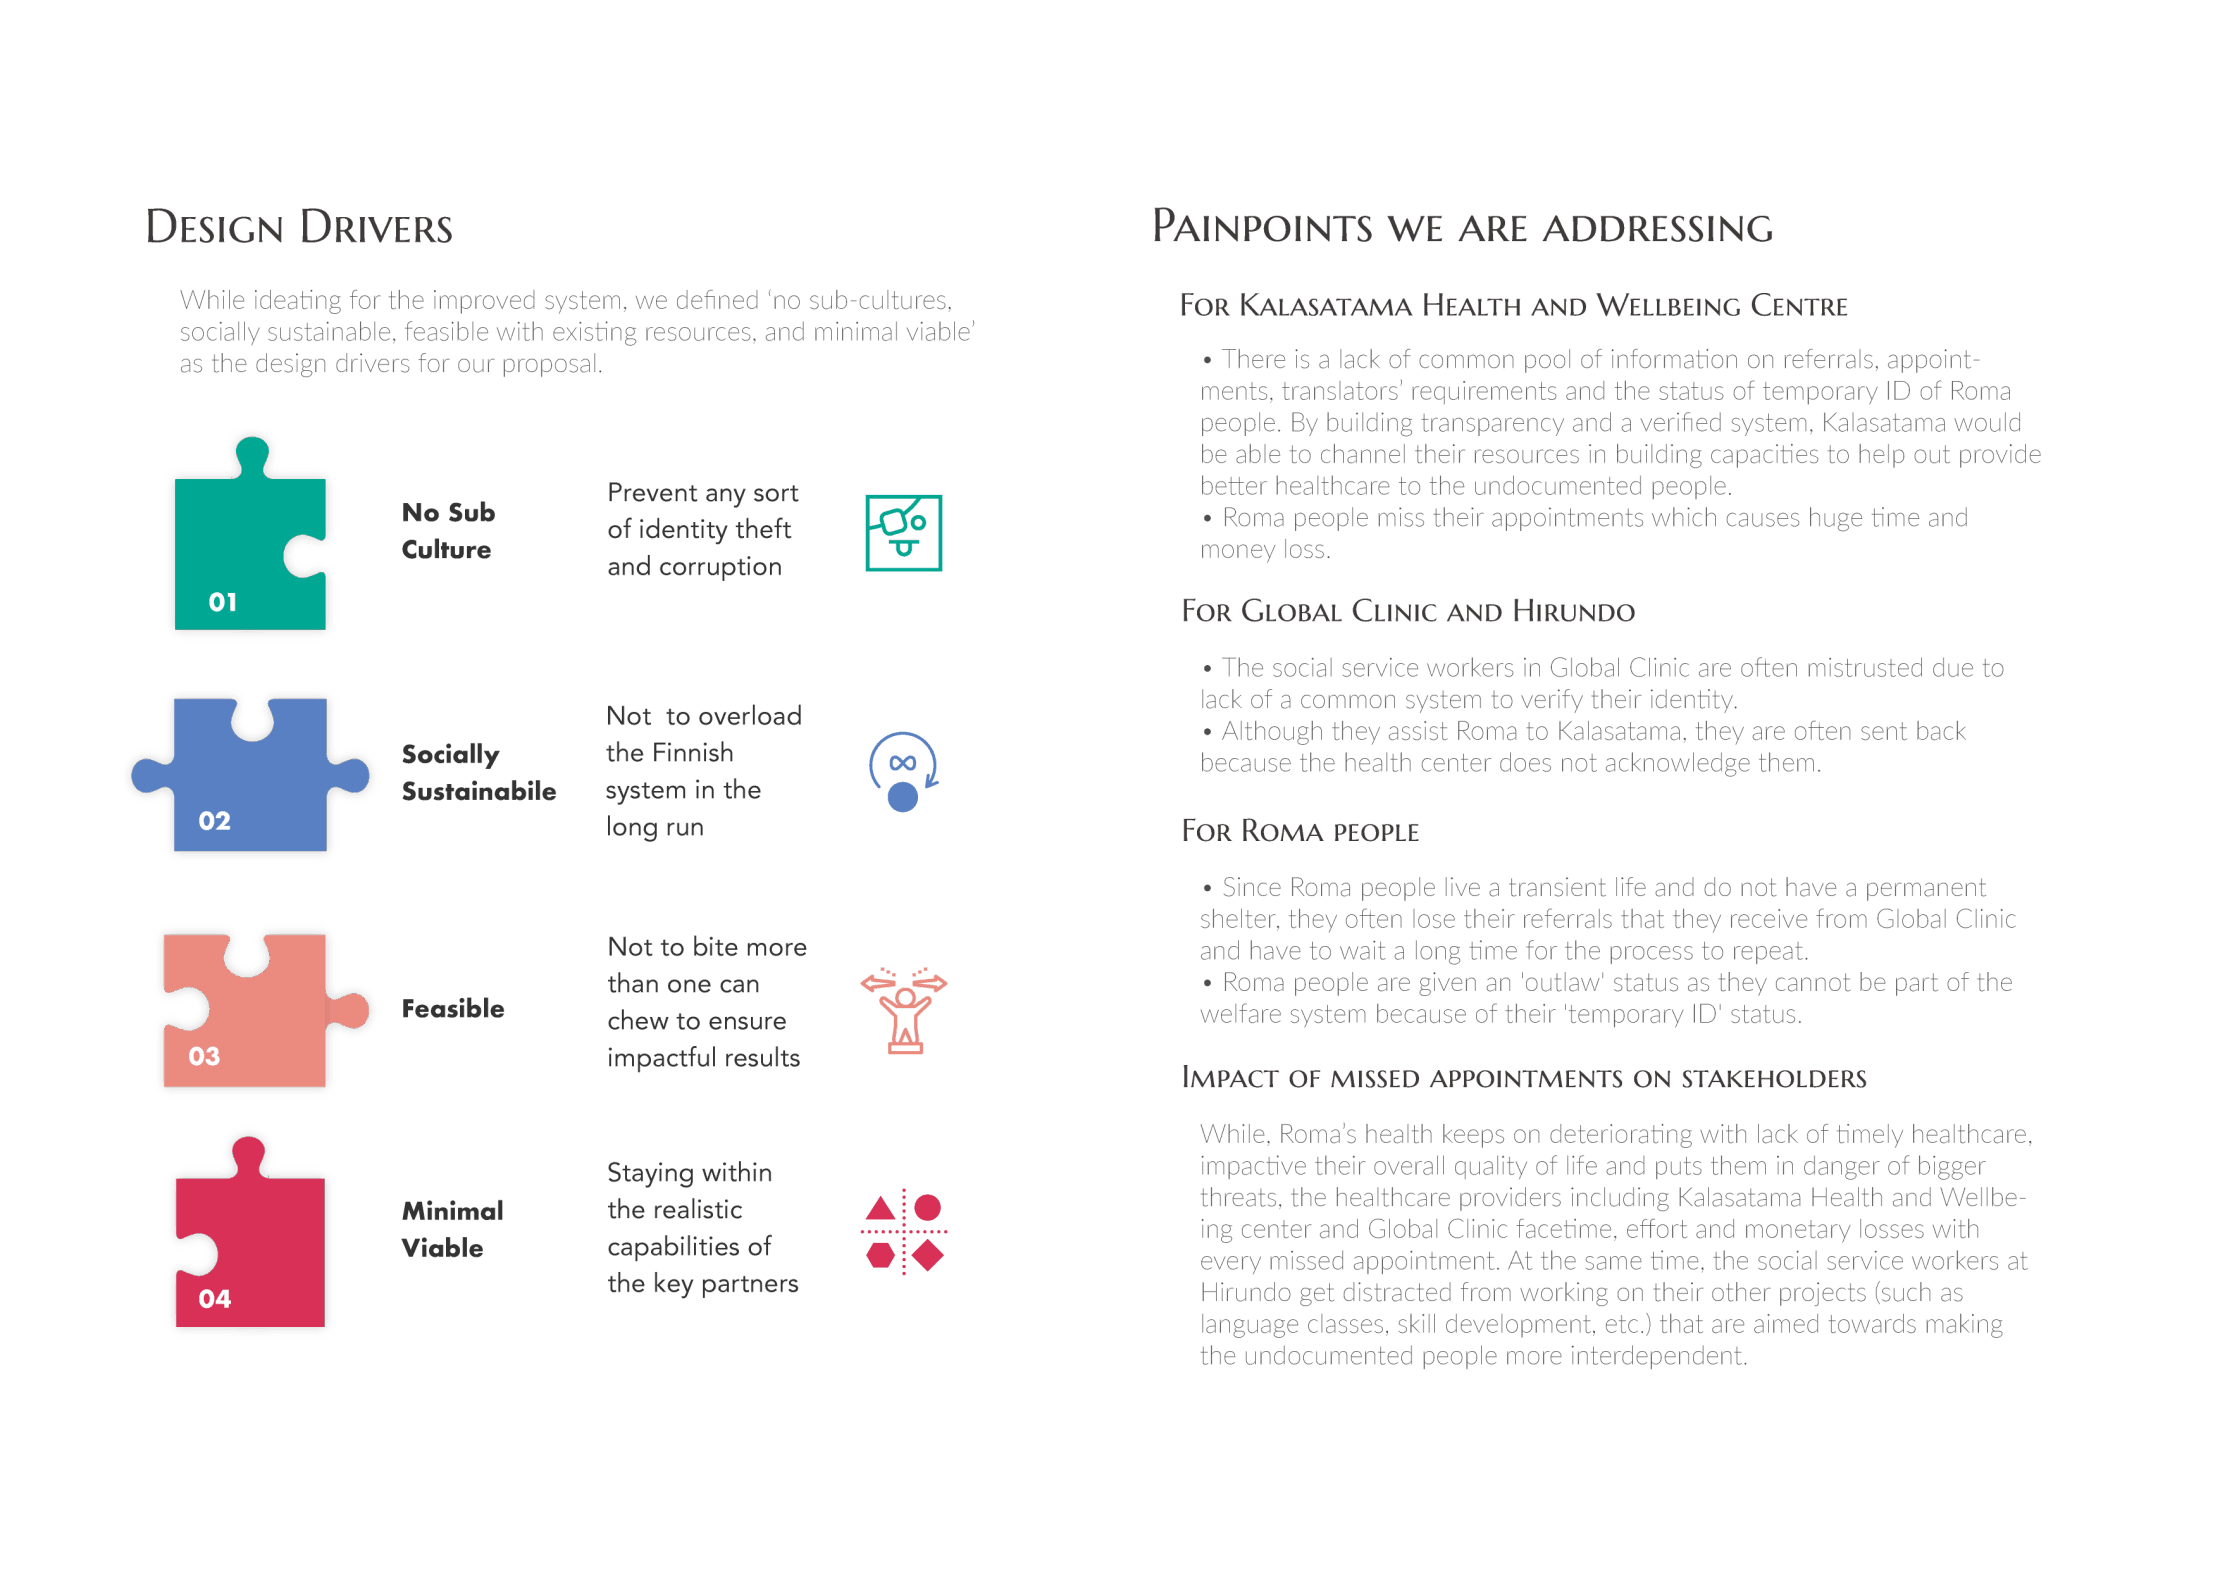 Design Drivers
While ideating for the improved system, we defined ‘no sub-cultures,
socially sustainable, feasible with existing resources, and minimal viable’
as the design drivers for our proposal.
01
No Sub
Culture
Prevent any sort
of identity theft
and corruption
02
Socially
Sustainabile
Not  to overload
the Finnish
system in the
long run
03
Feasible
Not to bite more
than one can
chew to ensure
impactful results
04
Minimal
Viable
Staying within
the realistic
capabilities of
the key partners
Painpoints we are addressing
For Kalasatama Health and Wellbeing Centre
• There is a lack of common pool of information on referrals, appoint-
ments, translators’ requirements and the status of temporary ID of Roma
people. By building transparency and a verified system, Kalasatama would
be able to channel their resources in building capacities to help out provide
better healthcare to the undocumented people.
• Roma people miss their appointments which causes huge time and
money loss.
For Global Clinic and Hirundo
• The social service workers in Global Clinic are often mistrusted due to
lack of a common system to verify their identity.
• Although they assist Roma to Kalasatama, they are often sent back
because the health center does not acknowledge them.
For Roma people
• Since Roma people live a transient life and do not have a permanent
shelter, they often lose their referrals that they receive from Global Clinic
and have to wait a long time for the process to repeat.
• Roma people are given an 'outlaw' status as they cannot be part of the
welfare system because of their 'temporary ID' status.
Impact of missed appointments on stakeholders
While, Roma’s health keeps on deteriorating with lack of timely healthcare,
impactive their overall quality of life and puts them in danger of bigger
threats, the healthcare providers including Kalasatama Health and Wellbe-
ing center and Global Clinic facetime, effort and monetary losses with
every missed appointment. At the same time, the social service workers at
Hirundo get distracted from working on their other projects (such as
language classes, skill development, etc.) that are aimed towards making
the undocumented people more interdependent.